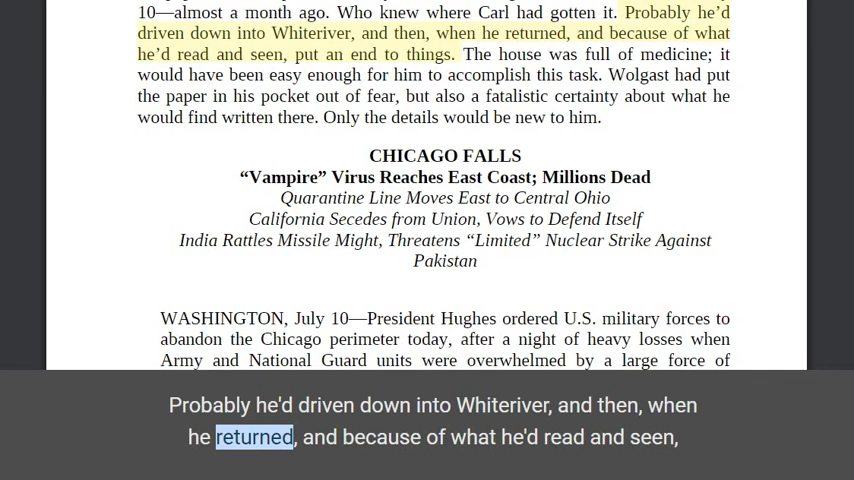 10—almost a month ago. Who knew where Carl had gotten it. Probably he’d
driven down into Whiteriver, and then, when he returned, and because of what
he’d read and seen, put an end to things. The house was full of medicine; it
would have been easy enough for him to accomplish this task. Wolgast had put
the paper in his pocket out of fear, but also a fatalistic certainty about what he
would find written there. Only the details would be new to him.
CHICAGO FALLS
“Vampire” Virus Reaches East Coast; Millions Dead
Quarantine Line Moves East to Central Ohio
California Secedes from Union, Vows to Defend Itself
India Rattles Missile Might, Threatens “Limited” Nuclear Strike Against
Pakistan
WASHINGTON, July 10—President Hughes ordered U.S. military forces to
abandon the Chicago perimeter today, after a night of heavy losses when
Army and National Guard units were overwhelmed by a large force of
Probably he'd driven down into Whiteriver, and then, when
he returned, and because of what he'd read and seen,